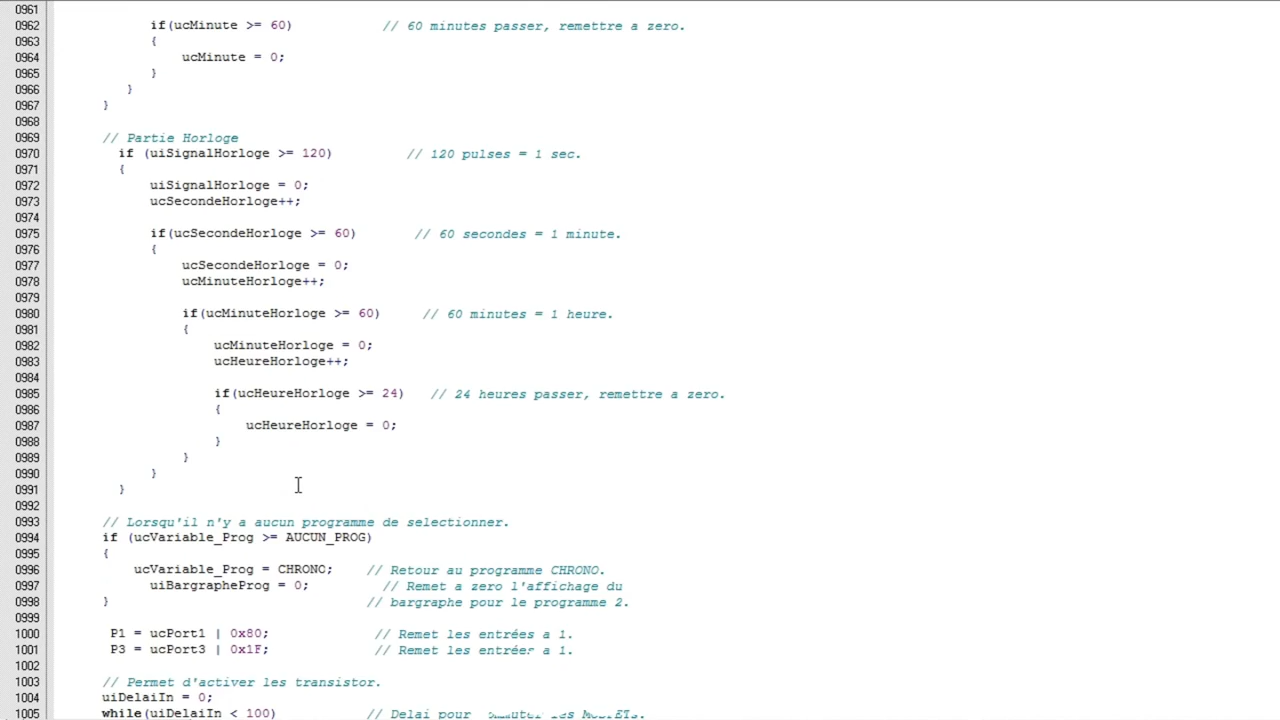 0961
0962 if(ucMinute >= 60) // 60 minutes passer, remettre a zero.
0963 {
0964 ucMinute = 0;
0965 }
0966 }
0967 }
0968
0969 // Partie Horloge
0970 if (uiSignalHorloge >= 120) // 120 pulses = 1 sec.
0971 {
0972 uiSignalHorloge = 0;
0973 ucSecondeHorloge++;
0974
0975 if(ucSecondeHorloge >= 60) // 60 secondes = 1 minute.
0976 {
0977 ucSecondeHorloge = 0;
0978 ucMinuteHorloge++;
0979
0980 if(ucMinuteHorloge >= 60) // 60 minutes = 1 heure.
0981 {
0982 ucMinuteHorloge = 0;
0983 ucHeureHorloge++;
0984
0985 if(ucHeureHorloge >= 24) // 24 heures passer, remettre a zero.
0986 {
0987 ucHeureHorloge = 0;
0988 }
0989 }
0990 }
0991 }
0992
0993 // Lorsqu'il n'y a aucun programme de selectionner.
0994 if (ucVariable_Prog >= AUCUN_PROG)
0995 {
0996 ucVariable_Prog = CHRONO; // Retour au programme CHRONO.
0997 uiBargrapheProg = 0; // Remet a zero l'affichage du
0998 } // bargraphe pour le programme 2.
0999
1000 P1 = ucPort1 | 0x80; // Remet les entrées a 1.
1001 P3 = ucPort3 | 0x1F; // Remet les entréer a 1.
1002
1003 // Permet d'activer les transistor.
1004 uiDelaiIn = 0;
1005 while(uiDelaiIn < 100) // Delai pour les MOSFETs.